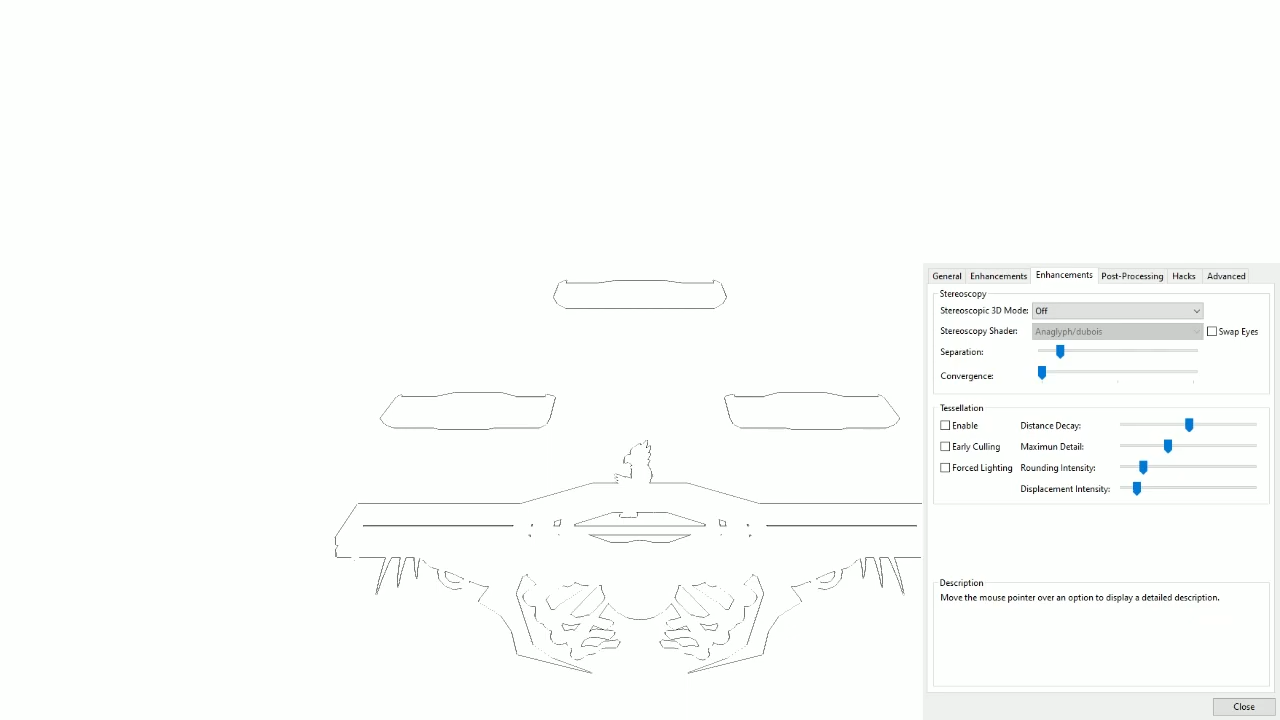 General Enhancements Enhancements Post-Processing Hacks Advanced
Stereoscopy
Stereoscopic 3D Mode: Off
Stereoscopy Shader: Anaglyph/dubois Swap Eyes
Separation:
Convergence:
Tessellation
Enable Distance Decay:
Early Culling Maximun Detail:
Forced Lighting Rounding Intensity:
Displacement Intensity:
Description
Move the mouse pointer over an option to display a detailed description.
Close